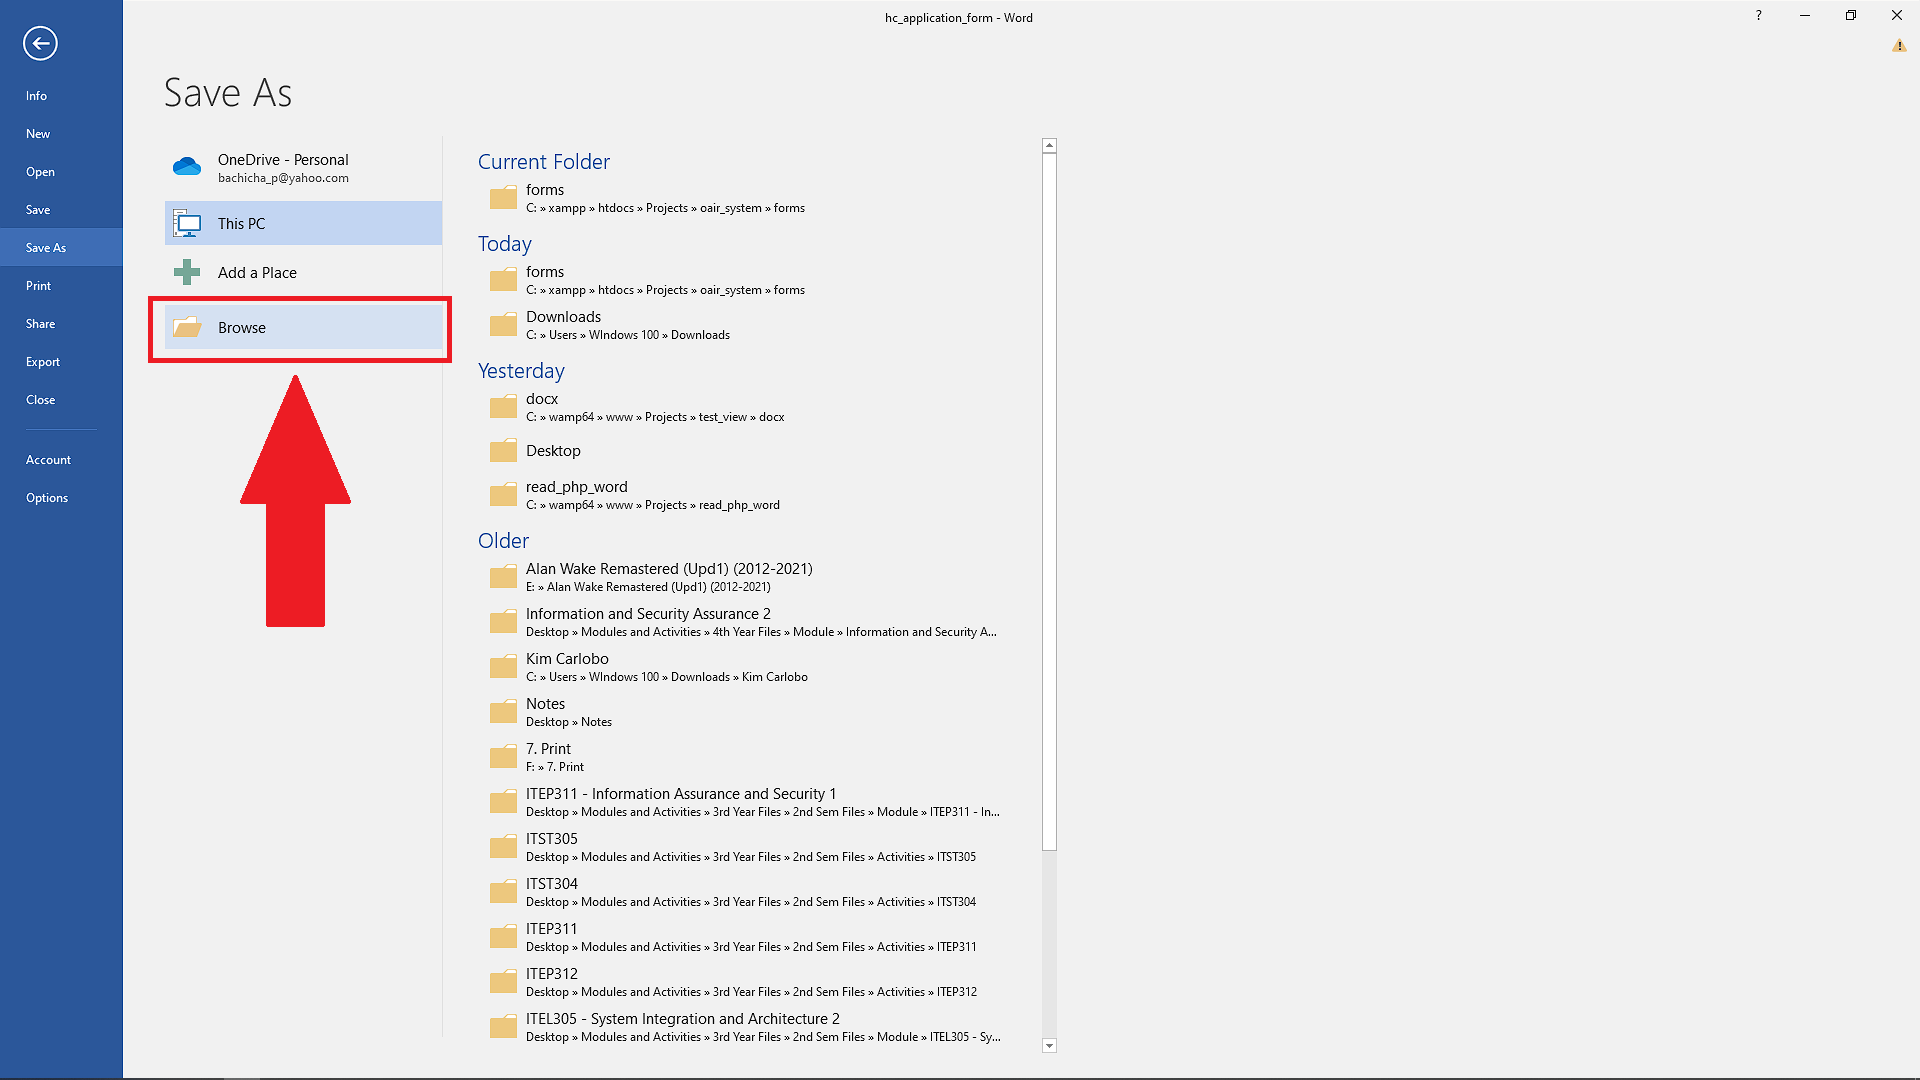 hc_application_form - Word
?
Info
New
Open
Save
Save As
Print
Share
Export
Close
Account
Options
Save As
OneDrive - Personal
bachicha_p@yahoo.com
This PC
Add a Place
Browse
Current Folder
forms
C: » xampp » htdocs » Projects » oair_system » forms
Today
forms
C: » xampp » htdocs » Projects » oair_system » forms
Downloads
C: » Users » WIndows 100 » Downloads
Yesterday
docx
C: » wamp64 » www » Projects » test_view » docx
Desktop
read_php_word
C: » wamp64 » www » Projects » read_php_word
Older
Alan Wake Remastered (Upd1) (2012-2021)
E: » Alan Wake Remastered (Upd1) (2012-2021)
Information and Security Assurance 2
Desktop » Modules and Activities » 4th Year Files » Module » Information and Security A...
Kim Carlobo
C: » Users » WIndows 100 » Downloads » Kim Carlobo
Notes
Desktop » Notes
7. Print
F: » 7. Print
ITEP311 - Information Assurance and Security 1
Desktop » Modules and Activities » 3rd Year Files » 2nd Sem Files » Module » ITEP311 - In...
ITST305
Desktop » Modules and Activities » 3rd Year Files » 2nd Sem Files » Activities » ITST305
ITST304
Desktop » Modules and Activities » 3rd Year Files » 2nd Sem Files » Activities » ITST304
ITEP311
Desktop » Modules and Activities » 3rd Year Files » 2nd Sem Files » Activities » ITEP311
ITEP312
Desktop » Modules and Activities » 3rd Year Files » 2nd Sem Files » Activities » ITEP312
ITEL305 - System Integration and Architecture 2
Desktop » Modules and Activities » 3rd Year Files » 2nd Sem Files » Module » ITEL305 - Sy...